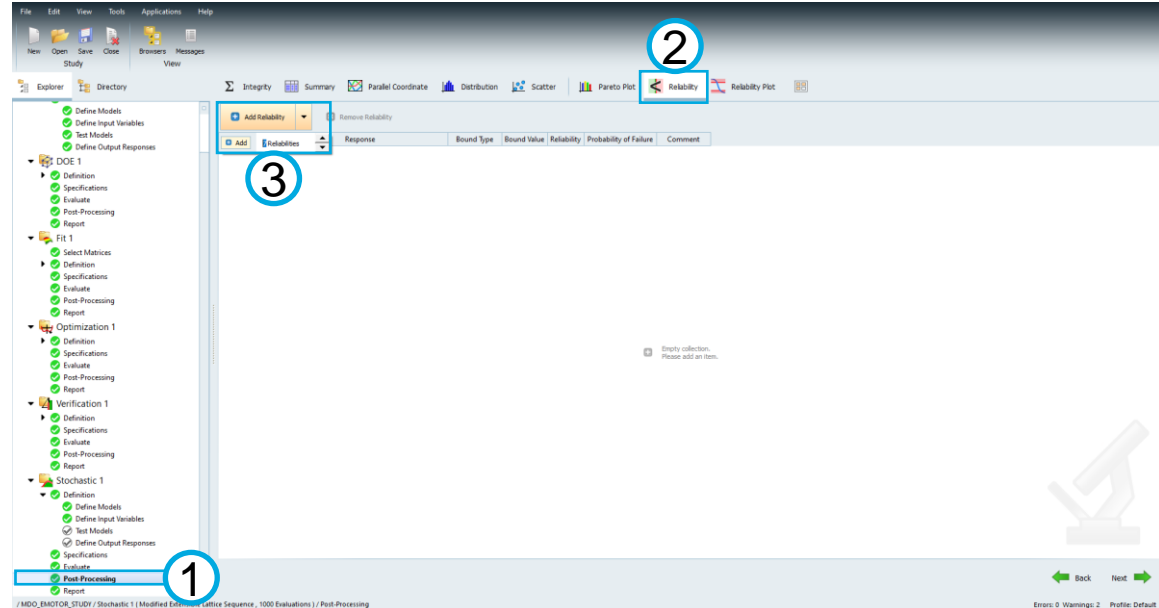 File Edit View Tools Applications Help
New Open Save Close Browsers Messages
Study View
2
Explorer Directory
Integrity Summary Parallel Coordinate Distribution Scatter Pareto Plot Reliability Reliability Plot
Add Reliability Remove Reliability
Add 7 Reliabilities Response Bound Type Bound Value Reliability Probability of Failure Comment
3
Define Models
Define Input Variables
Test Models
Define Output Responses
DOE 1
Definition
Specifications
Evaluate
Post-Processing
Report
Fit 1
Select Matrices
Definition
Specifications
Evaluate
Post-Processing
Report
Optimization 1
Definition
Specifications
Evaluate
Post-Processing
Report
Verification 1
Definition
Specifications
Evaluate
Post-Processing
Report
Stochastic 1
Definition
Define Models
Define Input Variables
Test Models
Define Output Responses
Specifications
Evaluate
Post-Processing
Report
1
Empty collection.
Please add an item.
Back Next
/ MDO_EMOTOR_STUDY / Stochastic 1 ( Modified Lattice Sequence , 1000 Evaluations ) / Post-Processing
Errors: 0 Warnings: 2 Profile: Default